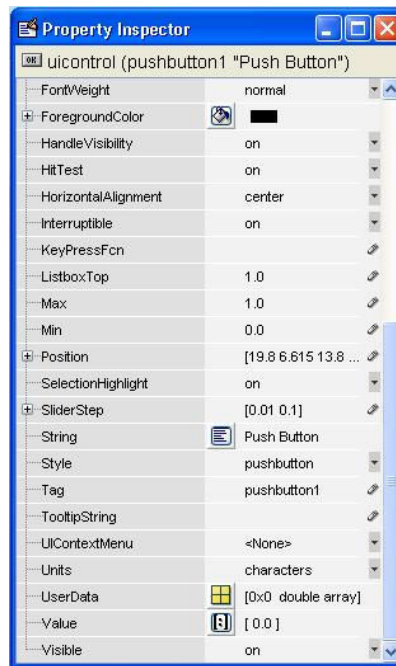 Property Inspector
OK uicontrol (pushbutton1 "Push Button")
FontWeight normal
ForegroundColor
HandleVisibility on
HitTest on
HorizontalAlignment center
Interruptible on
KeyPressFcn
ListboxTop 1.0
Max 1.0
Min 0.0
Position [19.8 6.615 13.8 ...
SelectionHighlight on
SliderStep [0.01 0.1]
String Push Button
Style pushbutton
Tag pushbutton1
TooltipString
UIContextMenu <None>
Units characters
UserData [0x0 double array]
Value [ 0.0 ]
Visible on